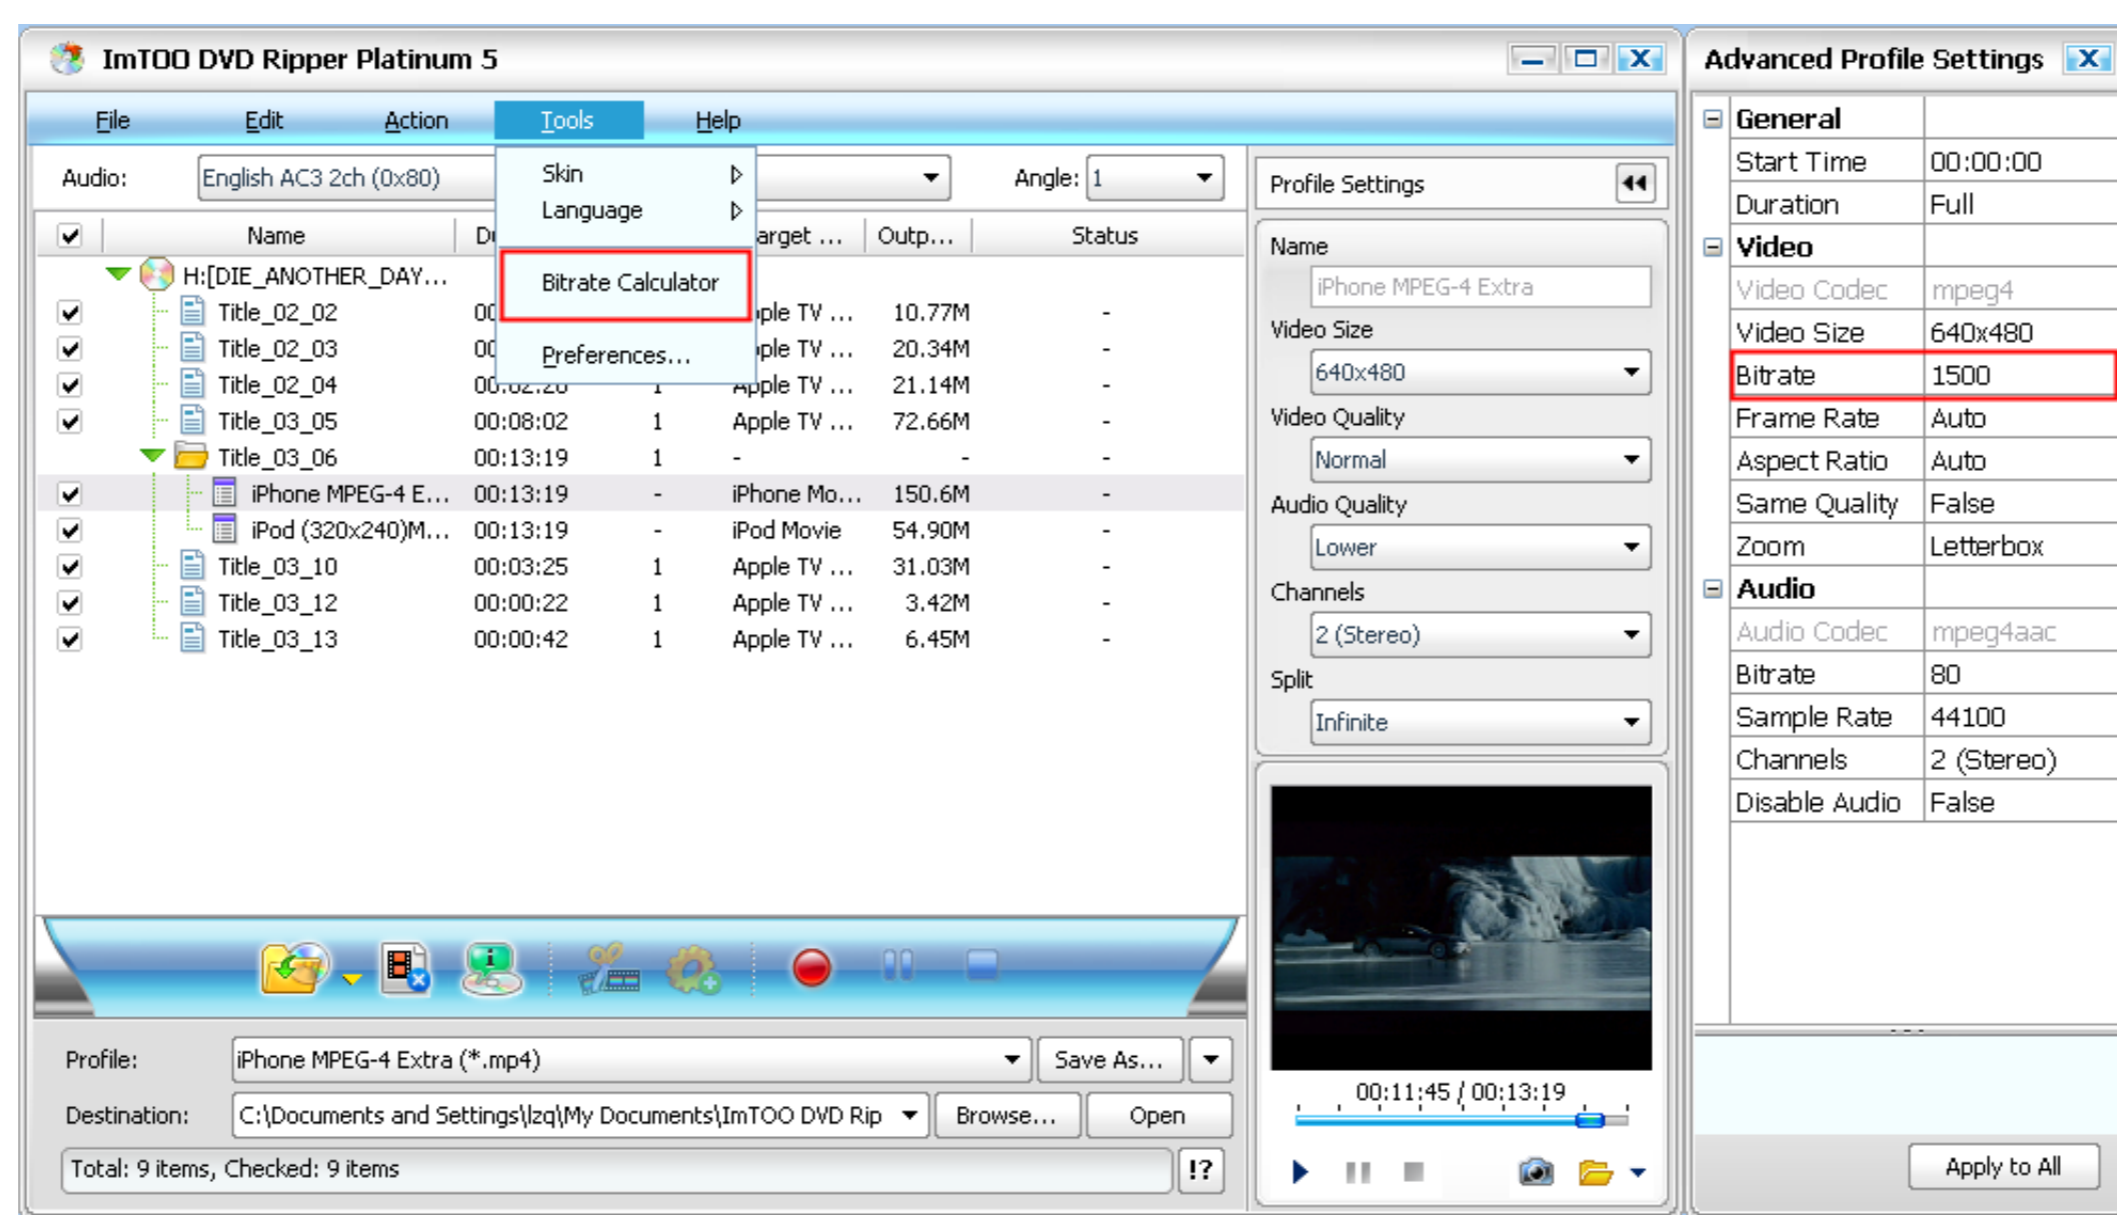 ImTOO DVD Ripper Platinum 5
File Edit Action Tools Help
Audio: English AC3 2ch (0x80) Angle: 1
Skin
Language
Bitrate Calculator
Preferences...
Name Outp... Status
H:[DIE_ANOTHER_DAY...
Title_02_02 10.77M -
Title_02_03 20.34M -
Title_02_04 00:02:20 1 Apple TV ... 21.14M -
Title_03_05 00:08:02 1 Apple TV ... 72.66M -
Title_03_06 00:13:19 1 - - -
iPhone MPEG-4 E... 00:13:19 - iPhone Mo... 150.6M -
iPod (320x240)M... 00:13:19 - iPod Movie 54.90M -
Title_03_10 00:03:25 1 Apple TV ... 31.03M -
Title_03_12 00:00:22 1 Apple TV ... 3.42M -
Title_03_13 00:00:42 1 Apple TV ... 6.45M -
Profile: iPhone MPEG-4 Extra (*.mp4) Save As...
Destination: C:\Documents and Settings\lzq\My Documents\ImTOO DVD Rip Browse... Open
Total: 9 items, Checked: 9 items !?
Profile Settings
Name
iPhone MPEG-4 Extra
Video Size
640x480
Video Quality
Normal
Audio Quality
Lower
Channels
2 (Stereo)
Split
Infinite
00:11:45 / 00:13:19
Advanced Profile Settings
General
Start Time 00:00:00
Duration Full
Video
Video Codec mpeg4
Video Size 640x480
Bitrate 1500
Frame Rate Auto
Aspect Ratio Auto
Same Quality False
Zoom Letterbox
Audio
Audio Codec mpeg4aac
Bitrate 80
Sample Rate 44100
Channels 2 (Stereo)
Disable Audio False
Apply to All